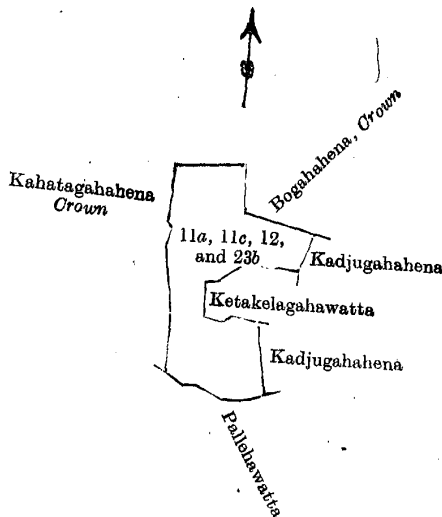 Bogahahena, Crown
Kahatagahahena
Crown
11a, 11c, 12,
and 23b
Kadjugahahena
Ketakelagahawatta
Kadjugahahena
Pallehawatta